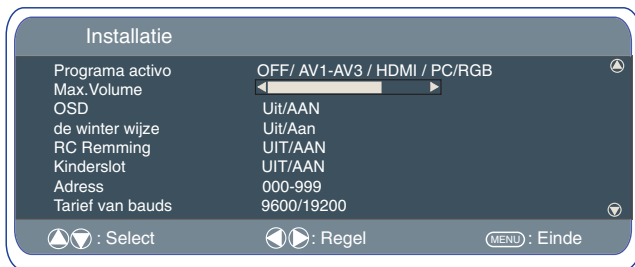 Installatie
Programa activo OFF/ AV1-AV3 / HDMI / PC/RGB
Max.Volume
OSD Uit/AAN
de winter wijze Uit/Aan
RC Remming UIT/AAN
Kinderslot UIT/AAN
Adress 000-999
Tarief van bauds 9600/19200
: Select : Regel MENU : Einde